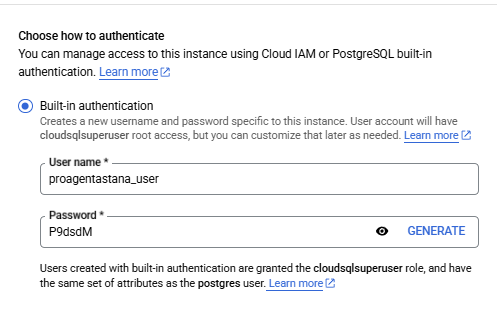 Choose how to authenticate
You can manage access to this instance using Cloud IAM or PostgreSQL built-in
authentication. Learn more
Built-in authentication
Creates a new username and password specific to this instance. User account will have
cloudsqlsuperuser root access, but you can customize that later as needed. Learn more
User name *
proagentastana_user
Password *
P9dsdM
GENERATE
Users created with built-in authentication are granted the cloudsqlsuperuser role, and have
the same set of attributes as the postgres user. Learn more